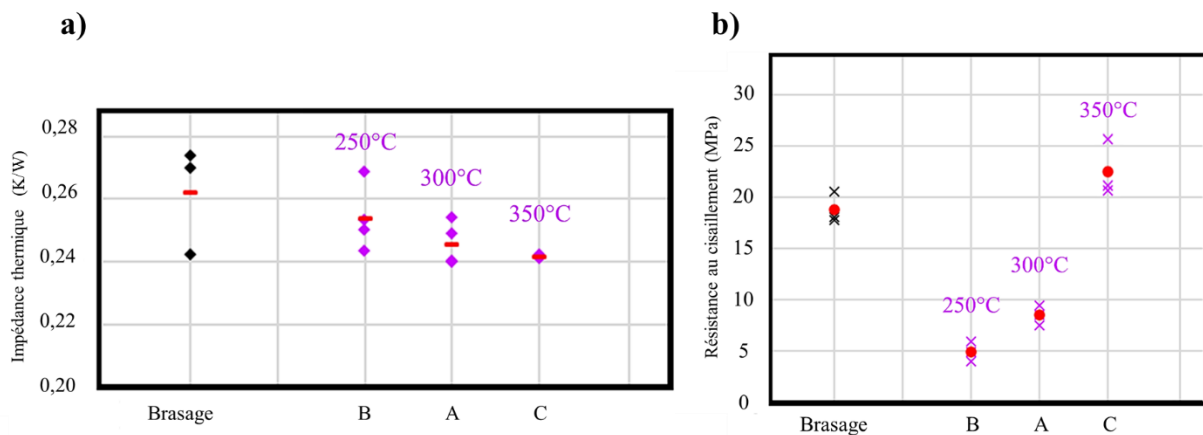 a)
Impédance thermique (K/W)
0,28
0,26
0,24
0,22
0,20
250°C
300°C
350°C
Brasage
B
A
C
b)
Résistance au cisaillement (MPa)
30
25
20
15
10
5
0
350°C
300°C
250°C
Brasage
B
A
C